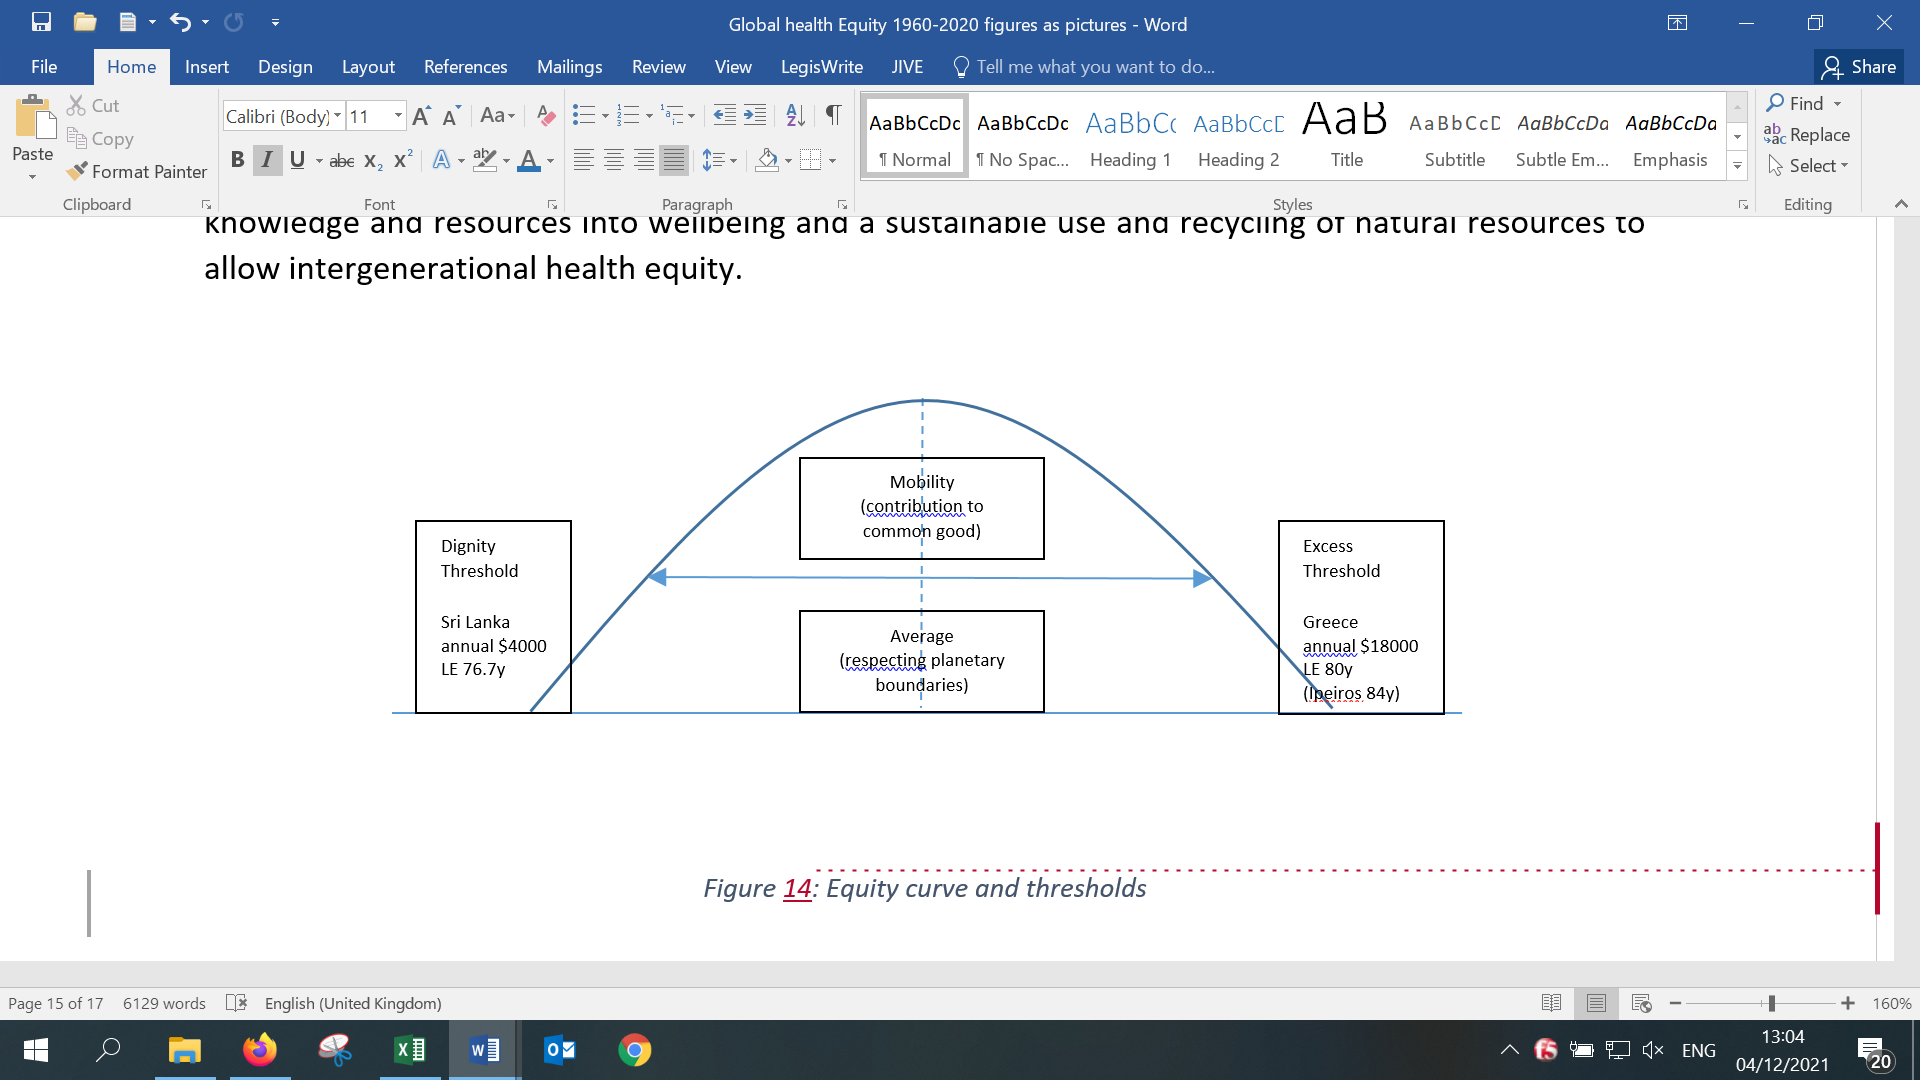 Global health Equity 1960-2020 figures as pictures - Word
File Home Insert Design Layout References Mailings Review View LegisWrite JIVE Tell me what you want to do... Share
Paste
Cut
Copy
Format Painter
Clipboard
Calibri (Body) 11
Font
Paragraph
AaBbCcDc AaBbCcDc AaBbCc AaBbCcD AaB AaBbCcD AaBbCcDa AaBbCcDa
¶ Normal ¶ No Spac... Heading 1 Heading 2 Title Subtitle Subtle Em... Emphasis
Styles
Find
Replace
Select
Editing
knowledge and resources into wellbeing and a sustainable use and recycling of natural resources to
allow intergenerational health equity.
Dignity
Threshold
Sri Lanka
annual $4000
LE 76.7y
Mobility
(contribution to
common good)
Average
(respecting planetary
boundaries)
Excess
Threshold
Greece
annual $18000
LE 80y
(Ipeiros 84y)
Figure 14: Equity curve and thresholds
Page 15 of 17 6129 words English (United Kingdom) 160%
ENG
13:04
04/12/2021
20